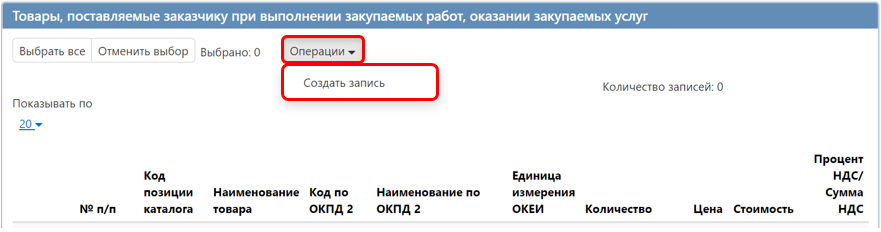 Товары, поставляемые заказчику при выполнении закупаемых работ, оказании закупаемых услуг
Выбрать все Отменить выбор Выбрано: 0 Операции
Создать запись
Количество записей: 0
Показывать по
20
№ п/п
Код
позиции
каталога
Наименование
товара
Код по
ОКПД 2
Наименование по
ОКПД 2
Единица
измерения
ОКЕИ
Количество
Цена
Стоимость
Процент
НДС/
Сумма
НДС